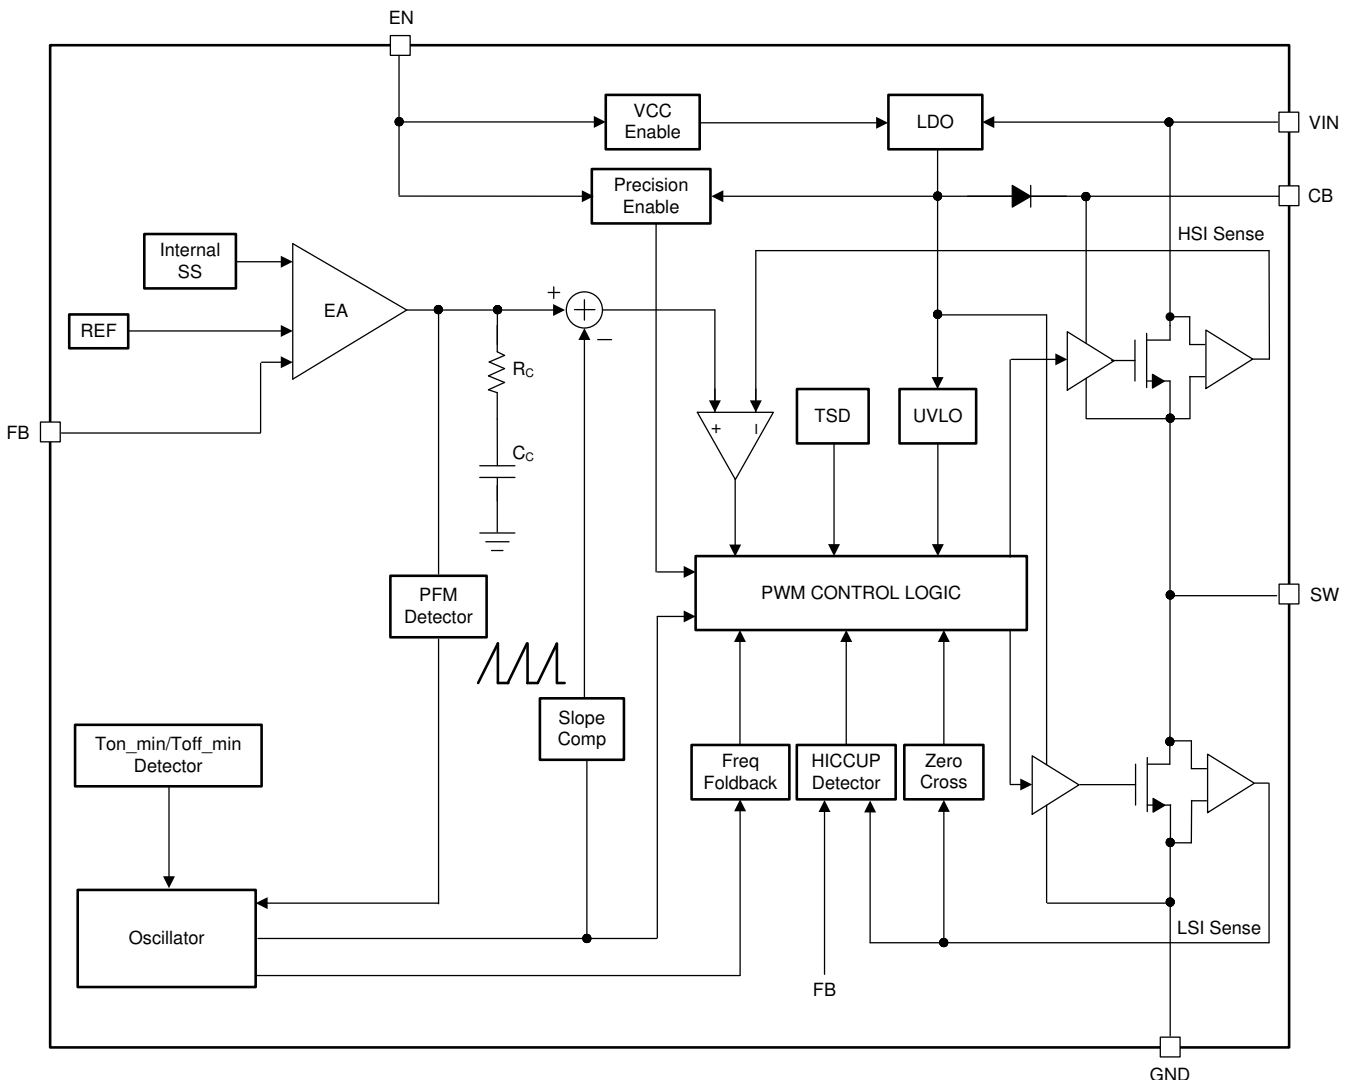 EN
VCC
Enable
LDO
VIN
Precision
Enable
CB
HSI Sense
Internal
SS
EA
+
+
REF
−
RC
FB
TSD
UVLO
+
−
CC
PWM CONTROL LOGIC
SW
PFM
Detector
Slope
Comp
Ton_min/Toff_min
Detector
Freq
Foldback
HICCUP
Detector
Zero
Cross
Oscillator
LSI Sense
FB
GND